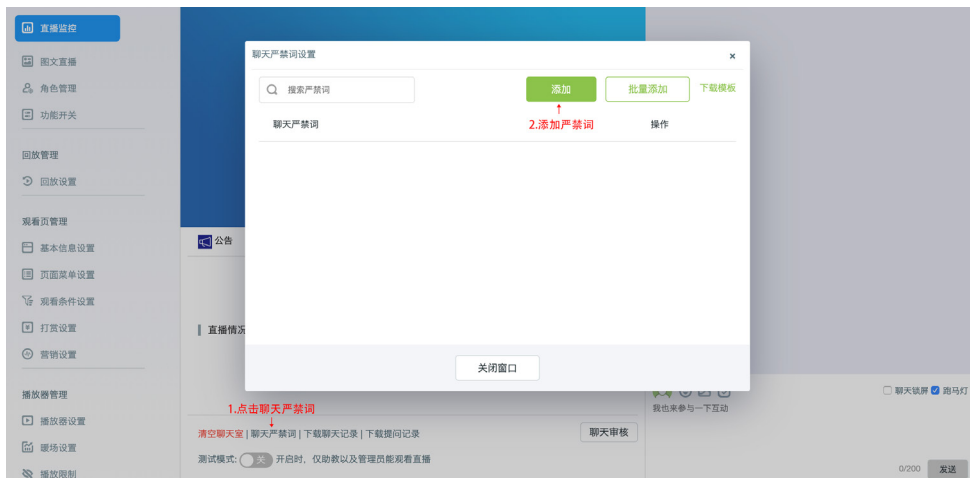 直播监控
图文直播
角色管理
功能开关
回放管理
回放设置
观看页管理
基本信息设置
页面菜单设置
观看条件设置
打赏设置
营销设置
播放器管理
播放器设置
暖场设置
播放限制
聊天严禁词设置 ×
搜索严禁词 添加 批量添加 下载模板
2.添加严禁词
聊天严禁词 操作
关闭窗口
公告
直播情况
1.点击聊天严禁词
清空聊天室 | 聊天严禁词 | 下载聊天记录 | 下载提问记录 聊天审核
测试模式: 关 开启时，仅助教以及管理员能观看直播
聊天锁屏 跑马灯
我也来参与一下互动
0/200 发送